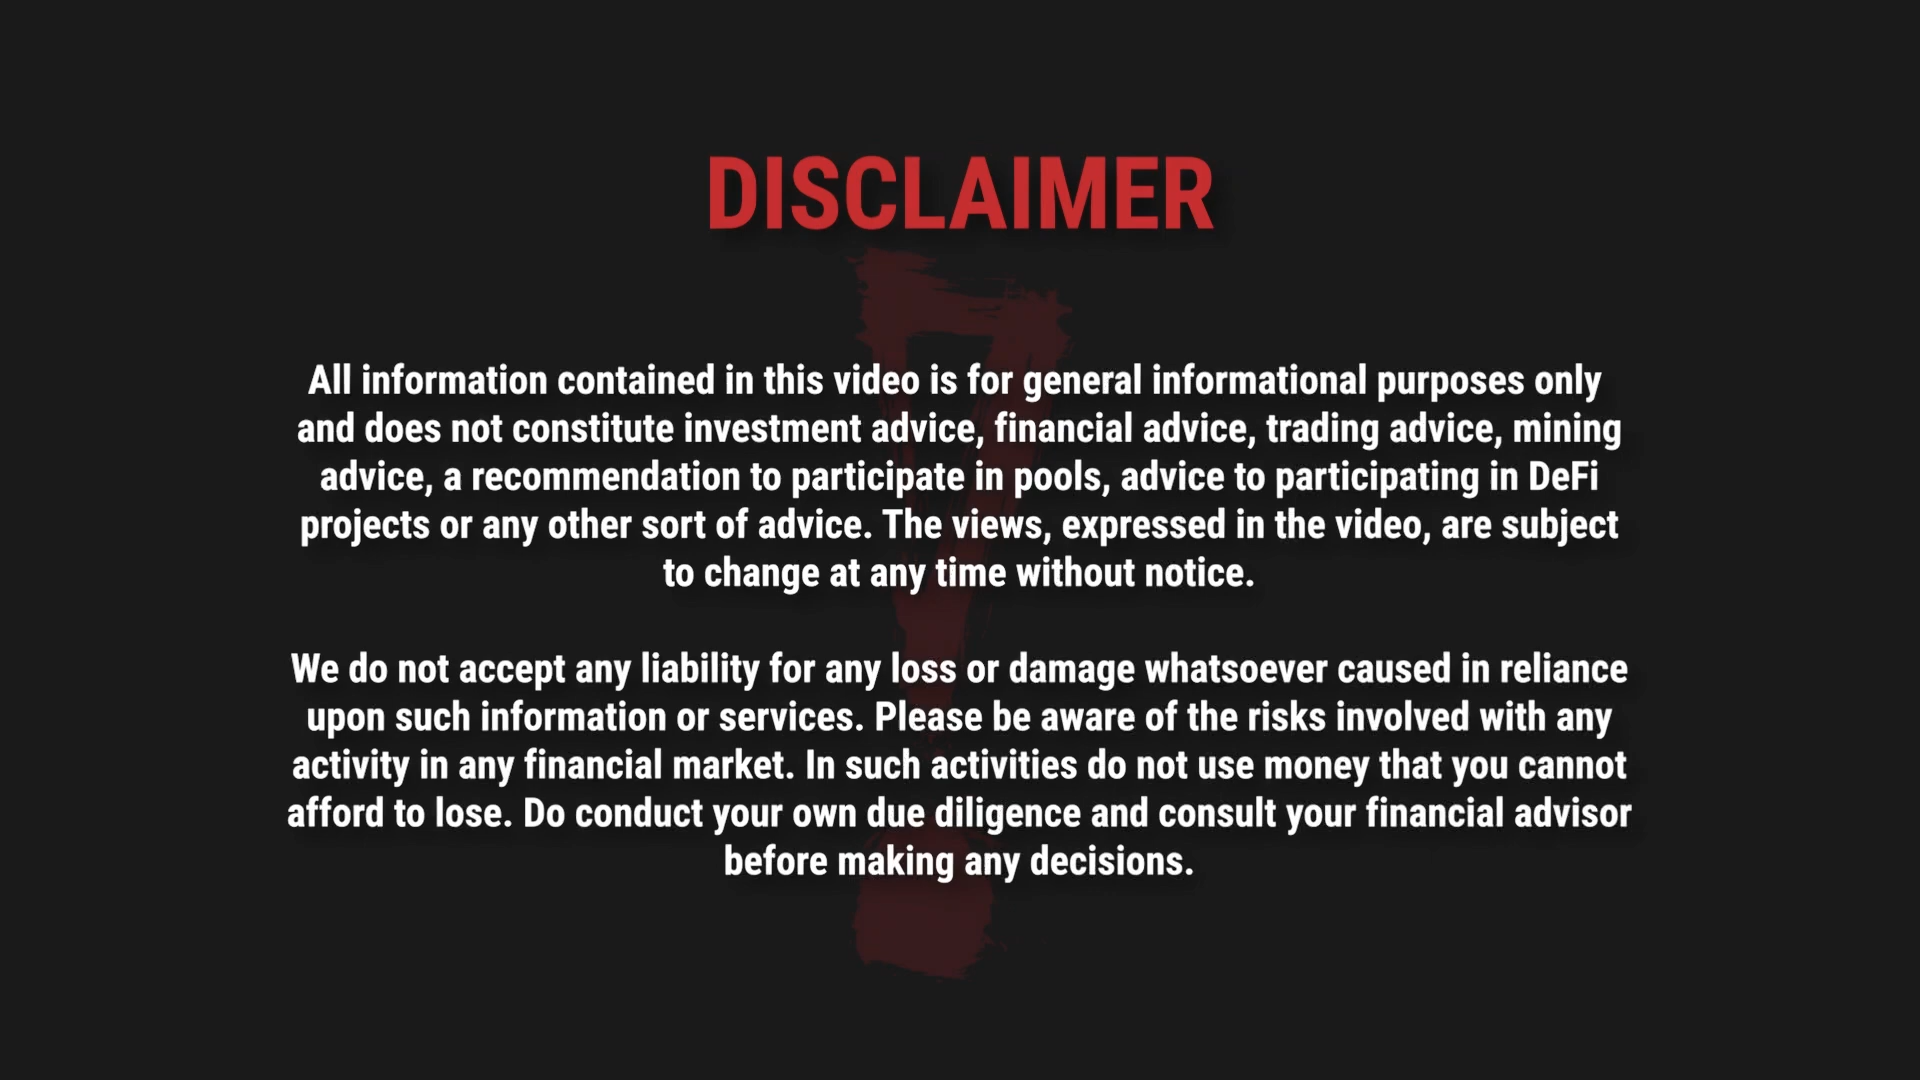 DISCLAIMER
All information contained in this video is for general informational purposes only
and does not constitute investment advice, financial advice, trading advice, mining
advice, a recommendation to participate in pools, advice to participating in DeFi
projects or any other sort of advice. The views, expressed in the video, are subject
to change at any time without notice.
We do not accept any liability for any loss or damage whatsoever caused in reliance
upon such information or services. Please be aware of the risks involved with any
activity in any financial market. In such activities do not use money that you cannot
afford to lose. Do conduct your own due diligence and consult your financial advisor
before making any decisions.